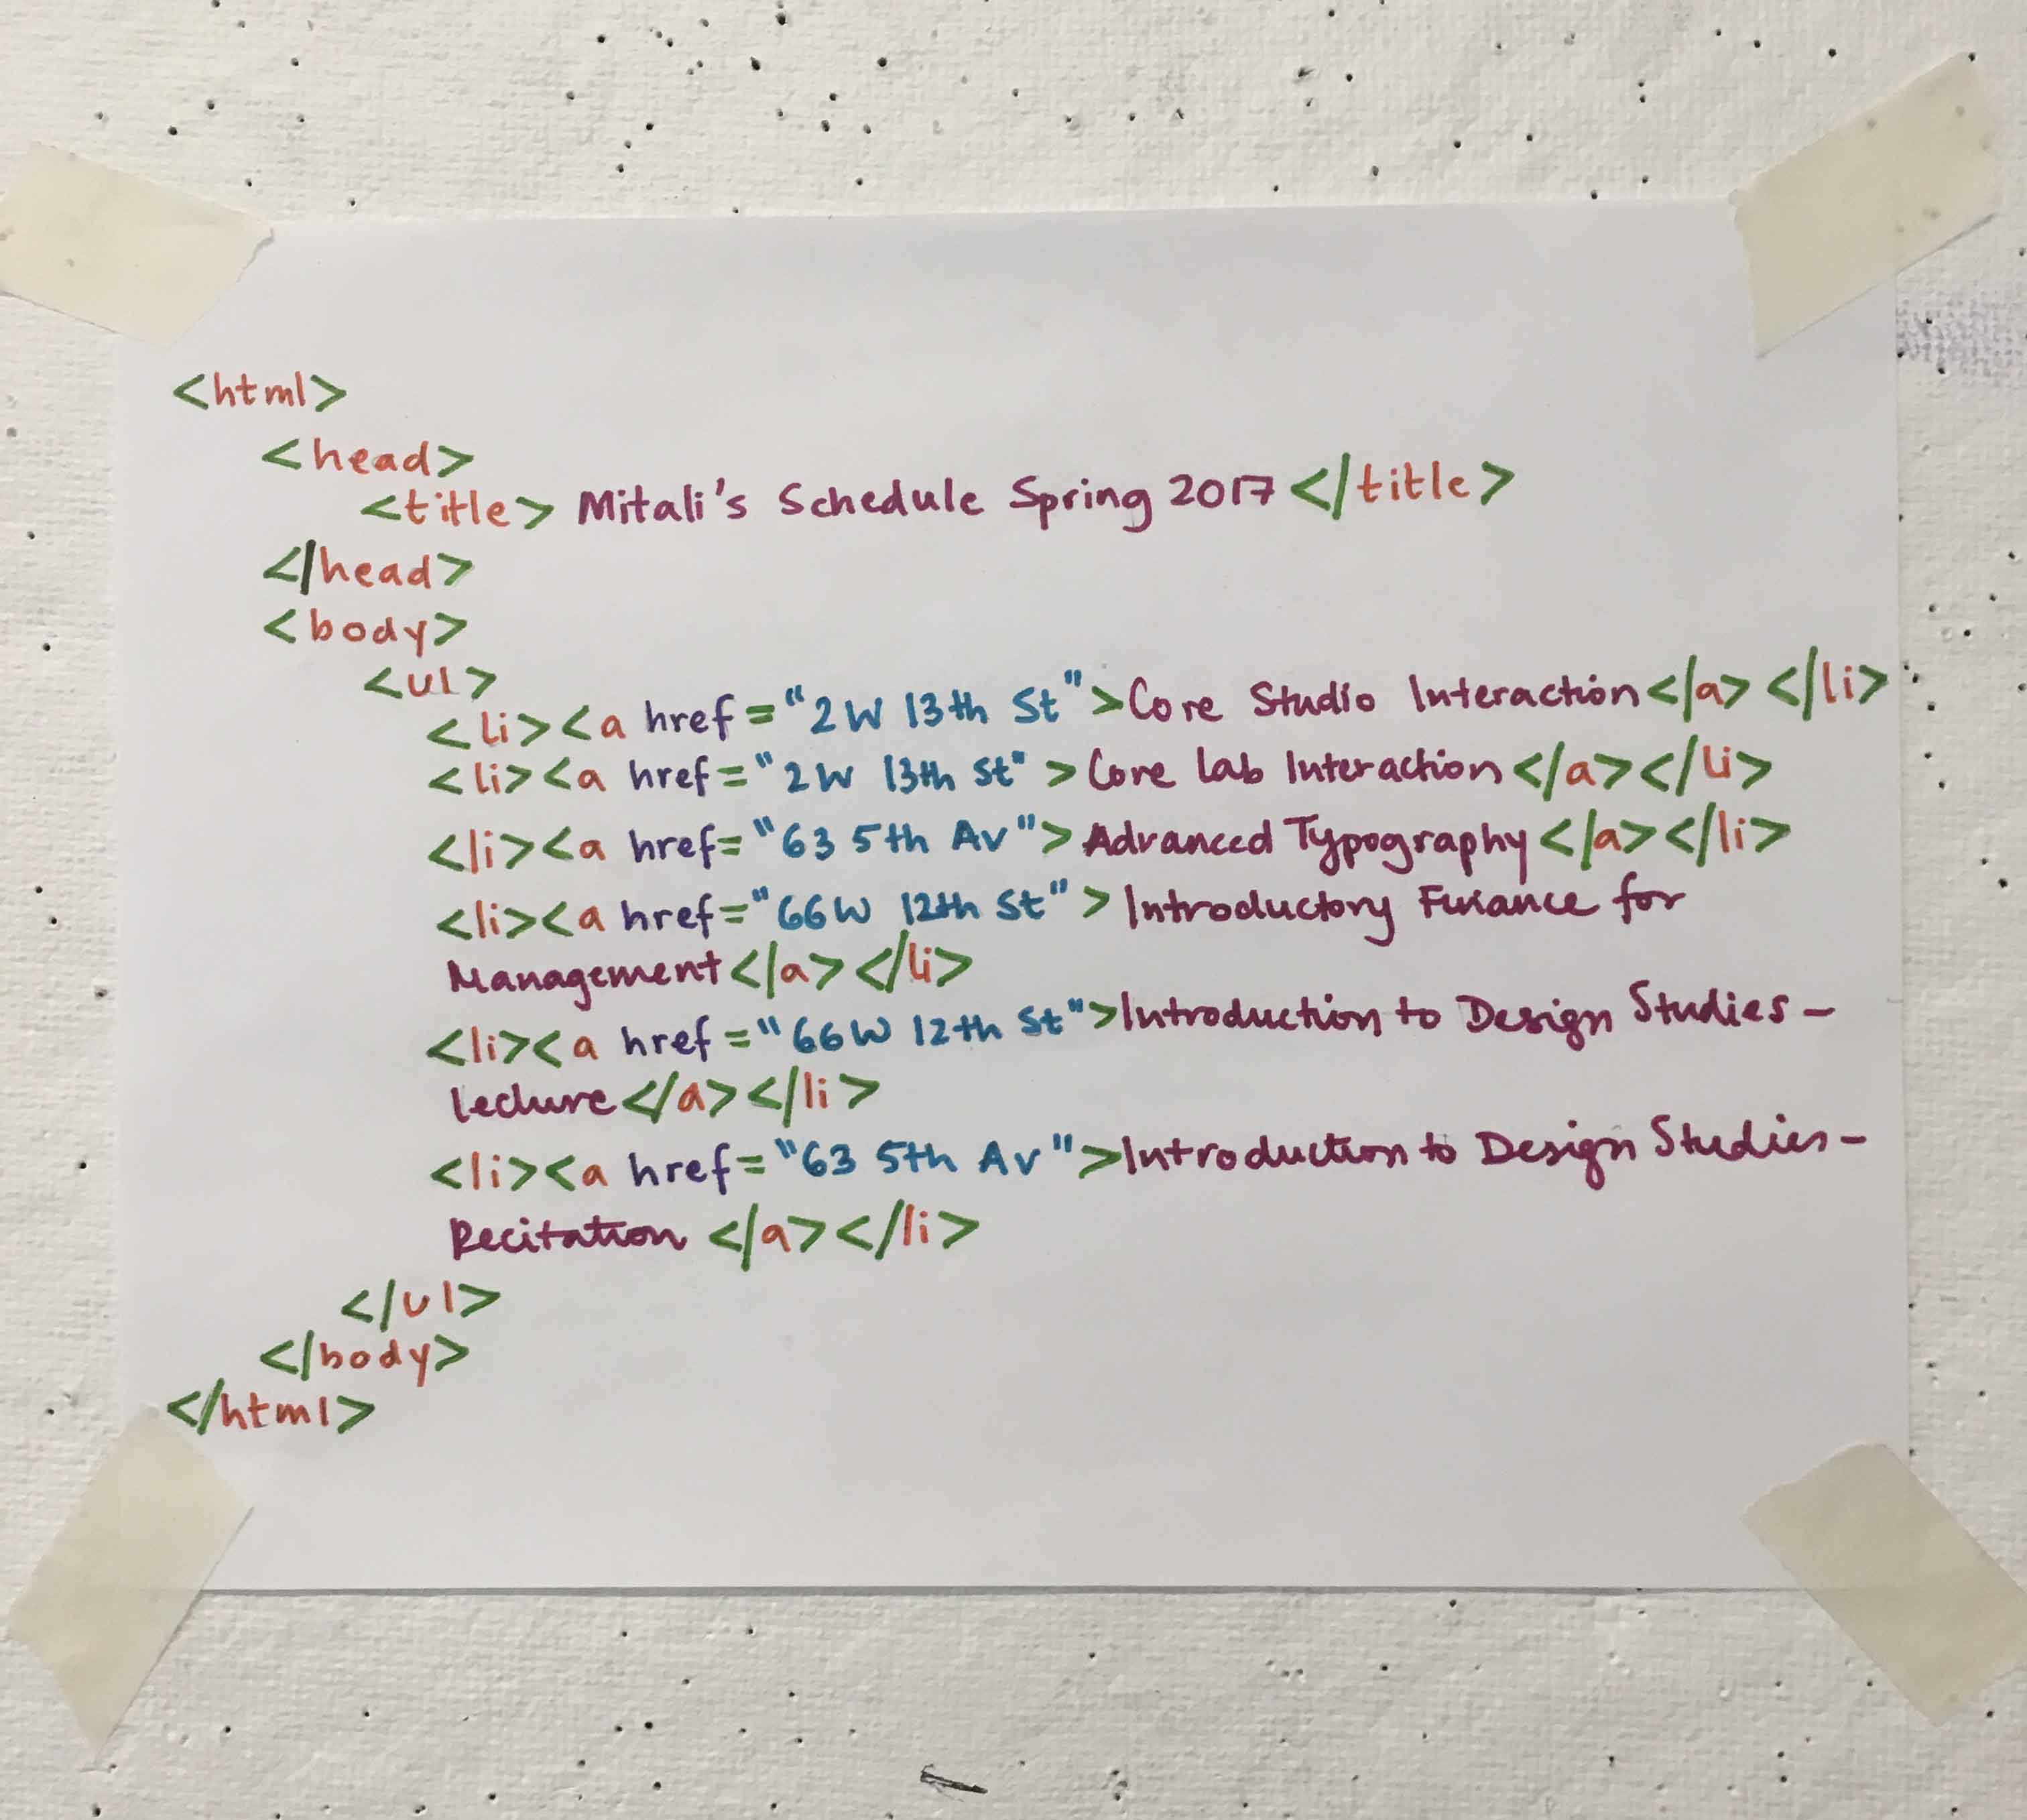 <html>
<head>
<title> Mitali's Schedule Spring 2017 </title>
</head>
<body>
<ul>
<li><a href="2W 13th St">Core Studio Interaction</a></li>
<li><a href="2W 13th St">Core Lab Interaction</a></li>
<li><a href="63 5th Av">Advanced Typography</a></li>
<li><a href="66W 12th St">Introductory Finance for
Management</a></li>
<li><a href="66W 12th St">Introduction to Design Studies -
lecture</a></li>
<li><a href="63 5th Av">Introduction to Design Studies -
Recitation </a></li>
</ul>
</body>
</html>